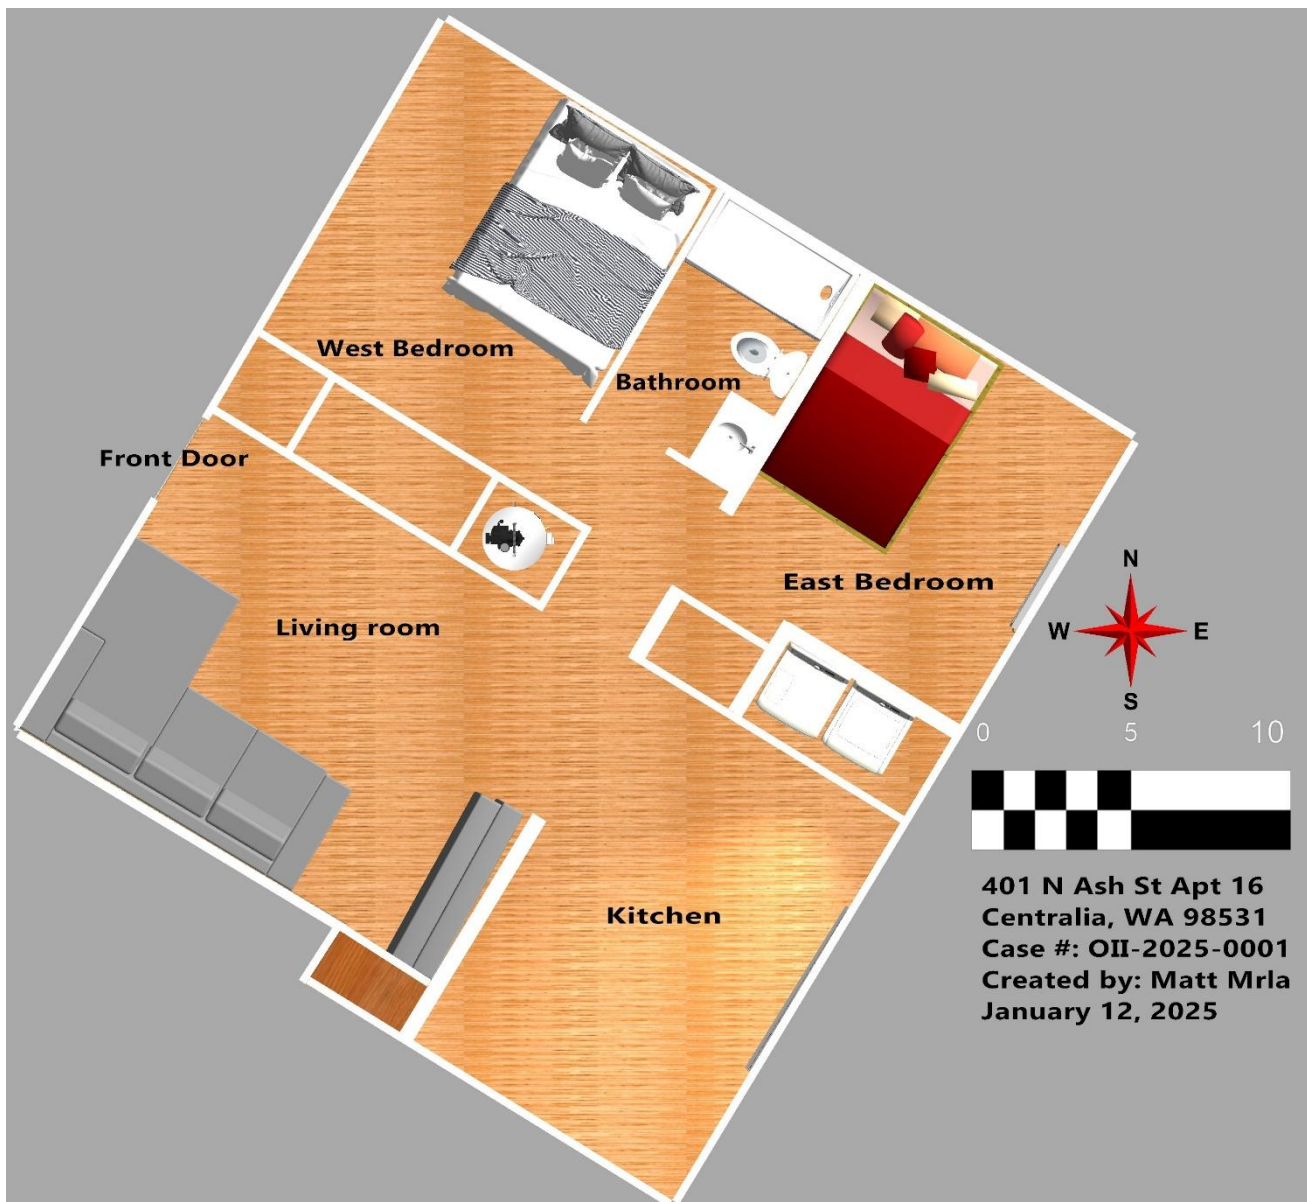 West Bedroom
Bathroom
Front Door
East Bedroom
Living room
Kitchen
N
W E
S
0 5 10
401 N Ash St Apt 16
Centralia, WA 98531
Case #: OII-2025-0001
Created by: Matt Mrla
January 12, 2025